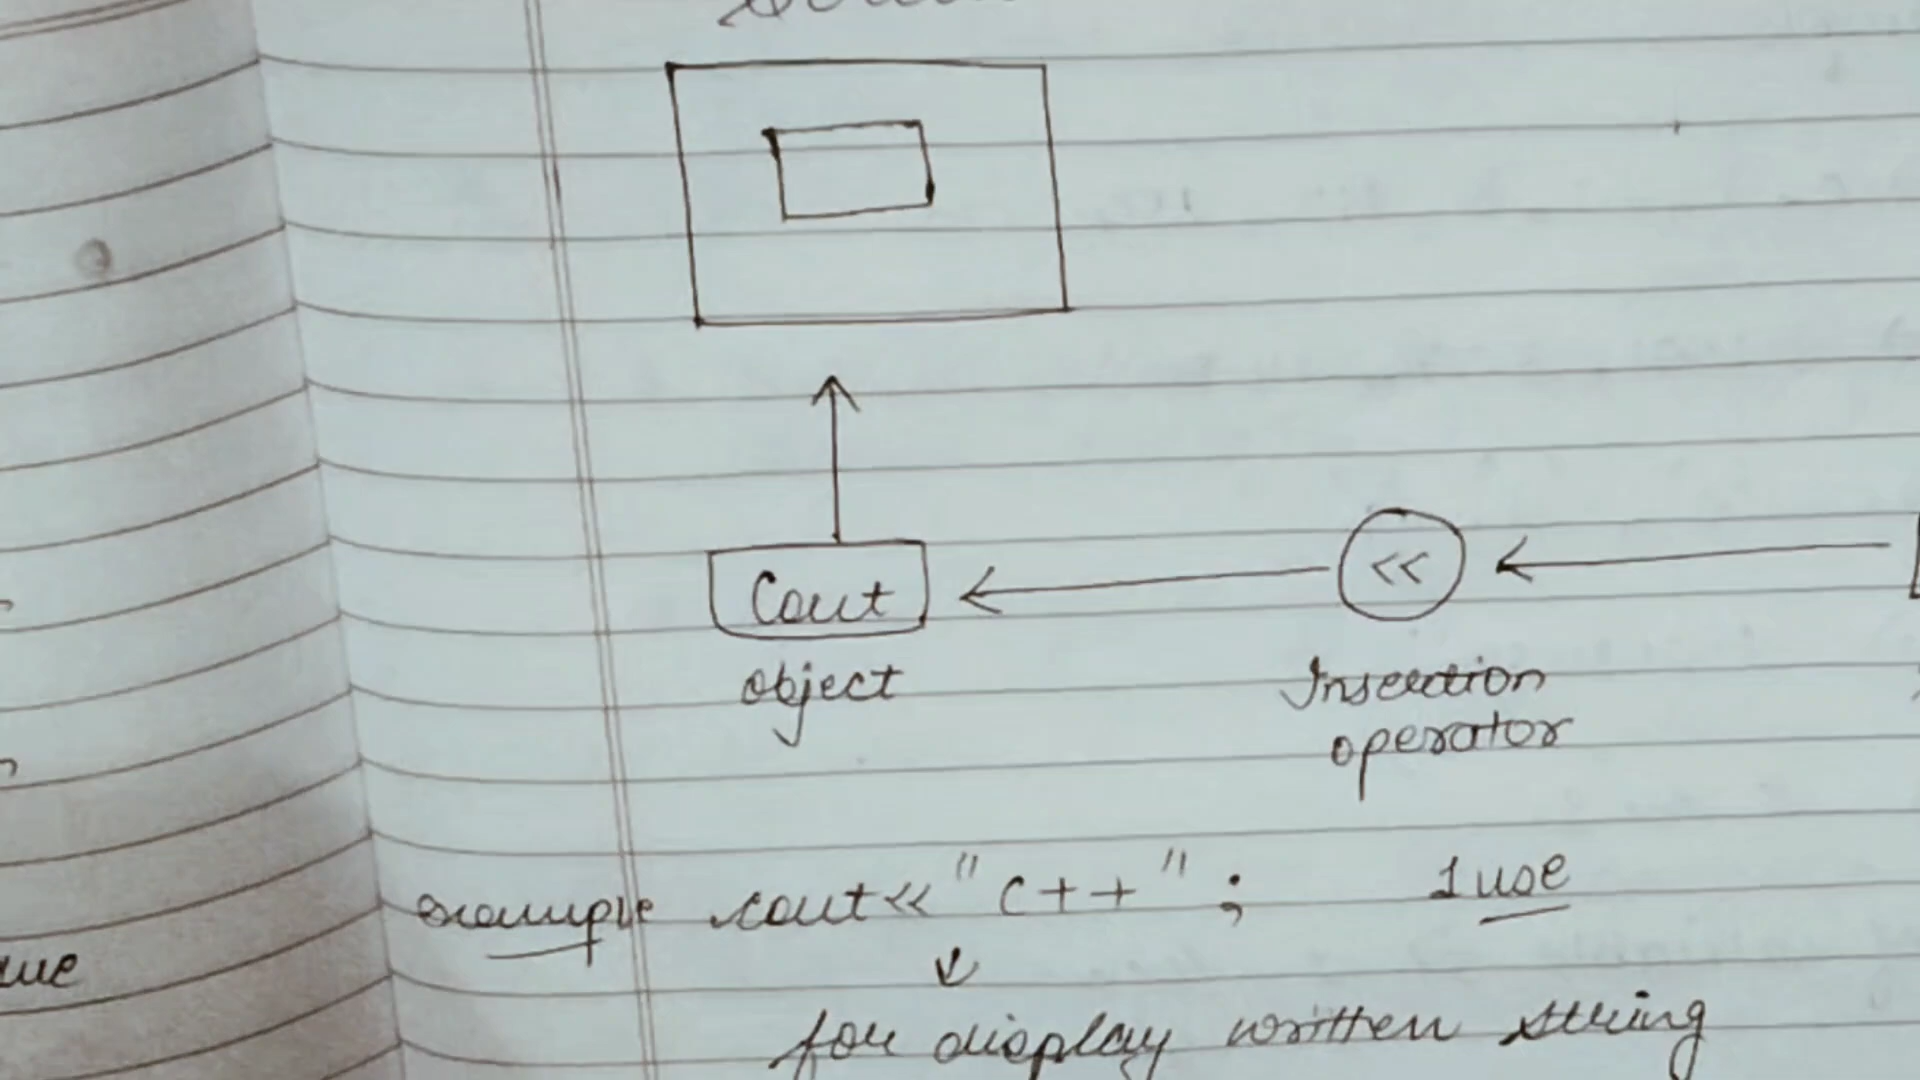 Cout
<<
object
Insertion
operator
example cout<< "C++" ;
1 use
for display written string